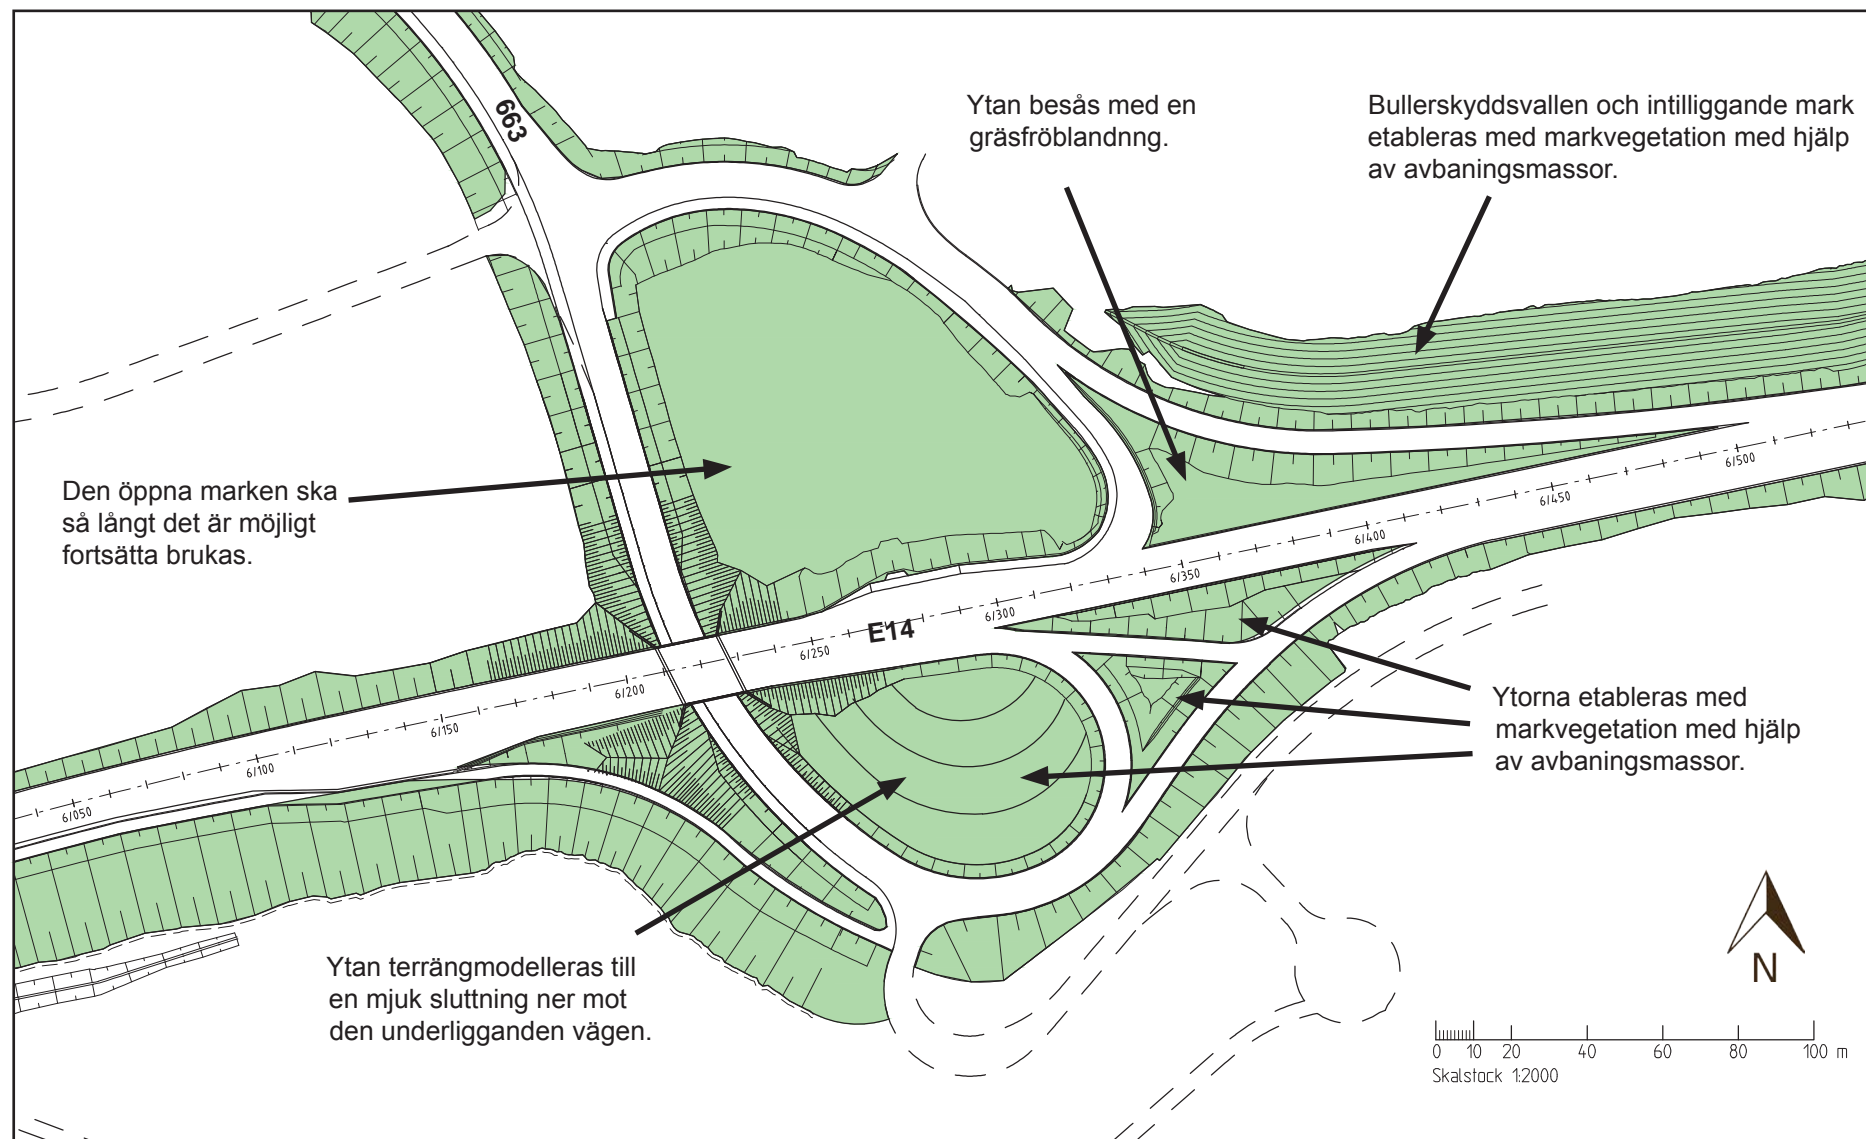 663
Ytan besås med en
gräsfröblandnng.
Bullerskyddsvallen och intilliggande mark
etableras med markvegetation med hjälp
av avbaningsmassor.
Den öppna marken ska
så långt det är möjligt
fortsätta brukas.
6/500
6/450
6/400
6/350
6/300
E14
6/250
6/200
6/150
6/100
6/050
Ytorna etableras med
markvegetation med hjälp
av avbaningsmassor.
Ytan terrängmodelleras till
en mjuk sluttning ner mot
den underligganden vägen.
N
0 10 20 40 60 80 100 m
Skalstock 1:2000